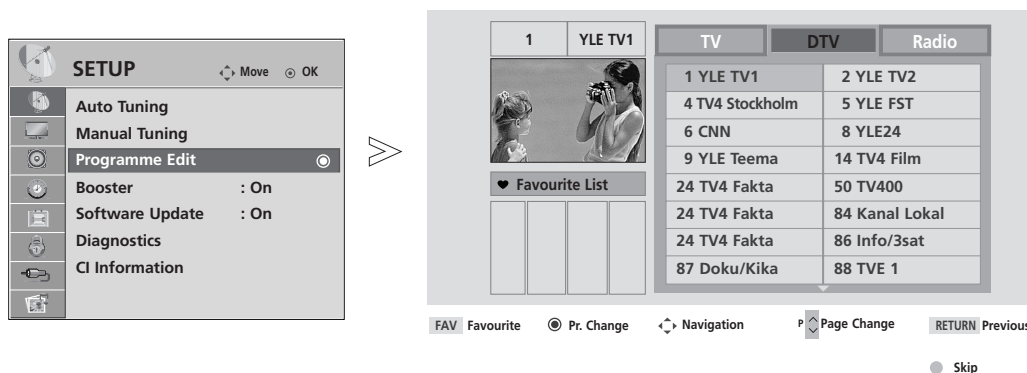 SETUP
Move OK
Auto Tuning
Manual Tuning
Programme Edit
Booster : On
Software Update : On
Diagnostics
CI Information
1 YLE TV1
Favourite List
TV DTV Radio
1 YLE TV1 2 YLE TV2
4 TV4 Stockholm 5 YLE FST
6 CNN 8 YLE24
9 YLE Teema 14 TV4 Film
24 TV4 Fakta 50 TV400
24 TV4 Fakta 84 Kanal Lokal
24 TV4 Fakta 86 Info/3sat
87 Doku/Kika 88 TVE 1
FAV Favourite Pr. Change Navigation P Page Change RETURN Previous
Skip